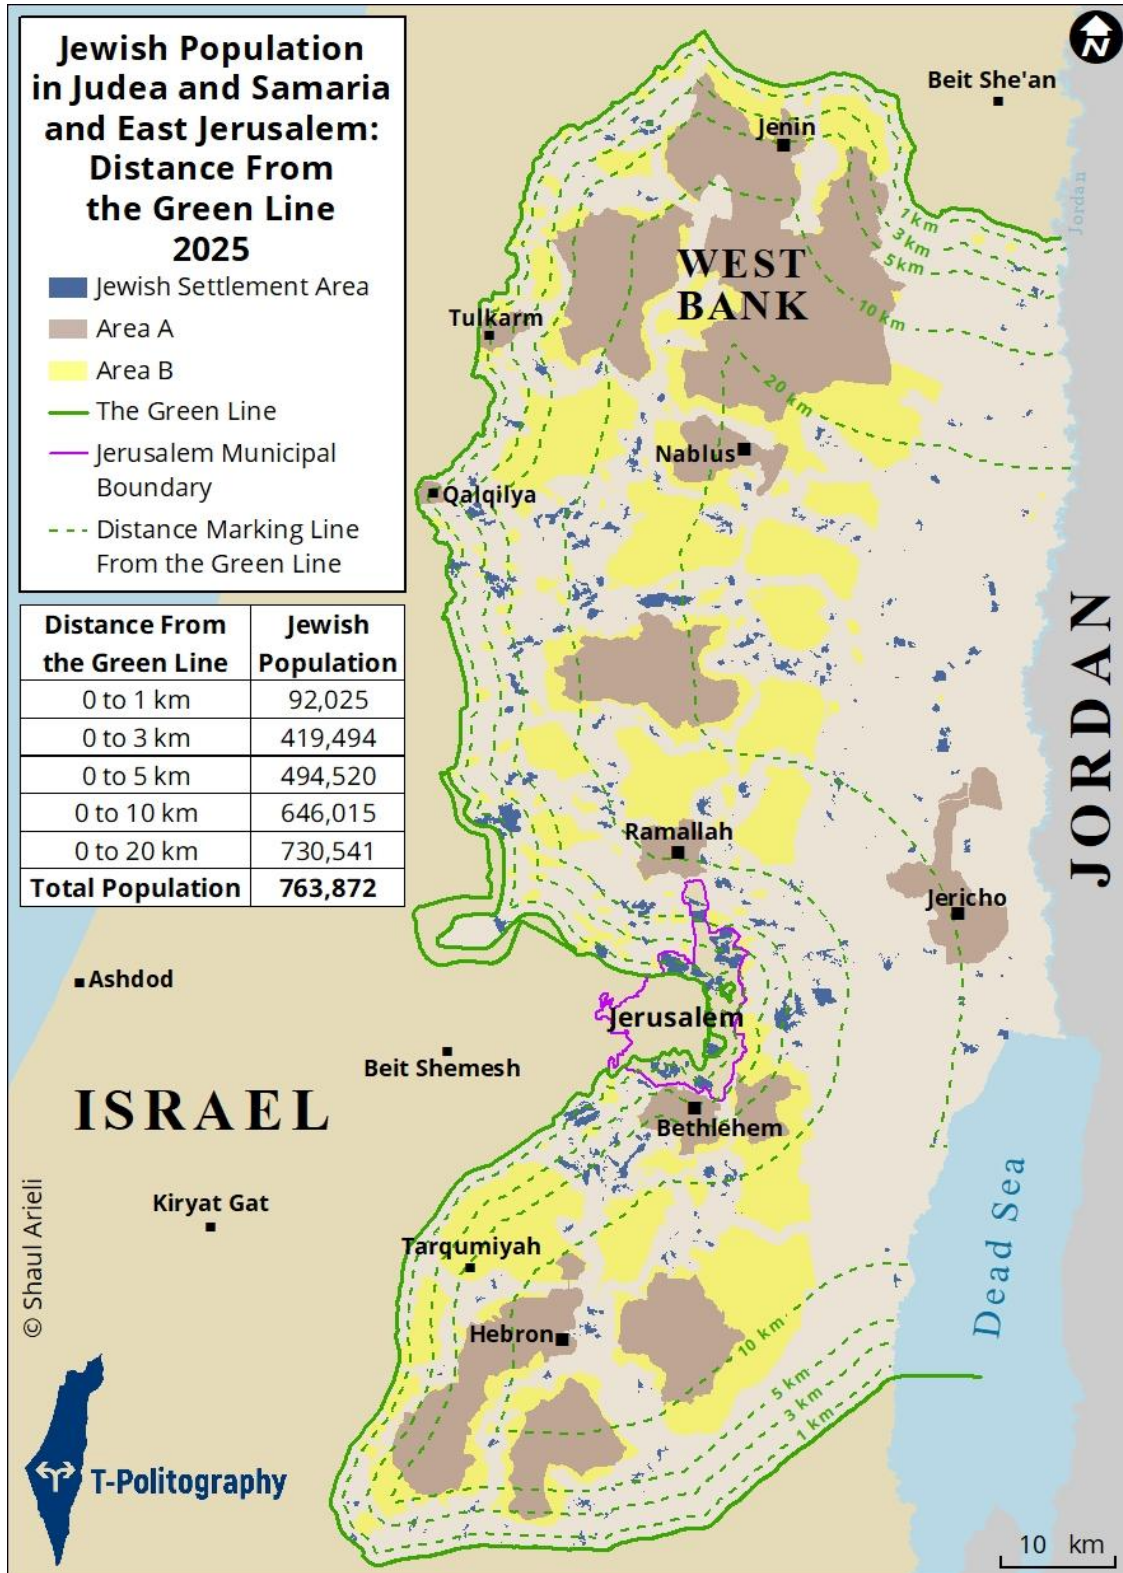 Jewish Population
in Judea and Samaria
and East Jerusalem:
Distance From
the Green Line
2025
Jewish Settlement Area
Area A
Area B
The Green Line
Jerusalem Municipal
Boundary
Distance Marking Line
From the Green Line
Distance From
the Green Line
Jewish
Population
0 to 1 km 92,025
0 to 3 km 419,494
0 to 5 km 494,520
0 to 10 km 646,015
0 to 20 km 730,541
Total Population 763,872
N
Beit She'an
Jenin
Jordan
1 km
3 km
5 km
WEST
BANK
10 km
Tulkarm
20 km
Nablus
Qalqilya
JORDAN
Ramallah
Jericho
Ashdod
Jerusalem
Beit Shemesh
ISRAEL
Bethlehem
Kiryat Gat
Tarqumiyah
Dead Sea
Hebron
10 km
5 km
3 km
1 km
© Shaul Arieli
T-Politography
10 km